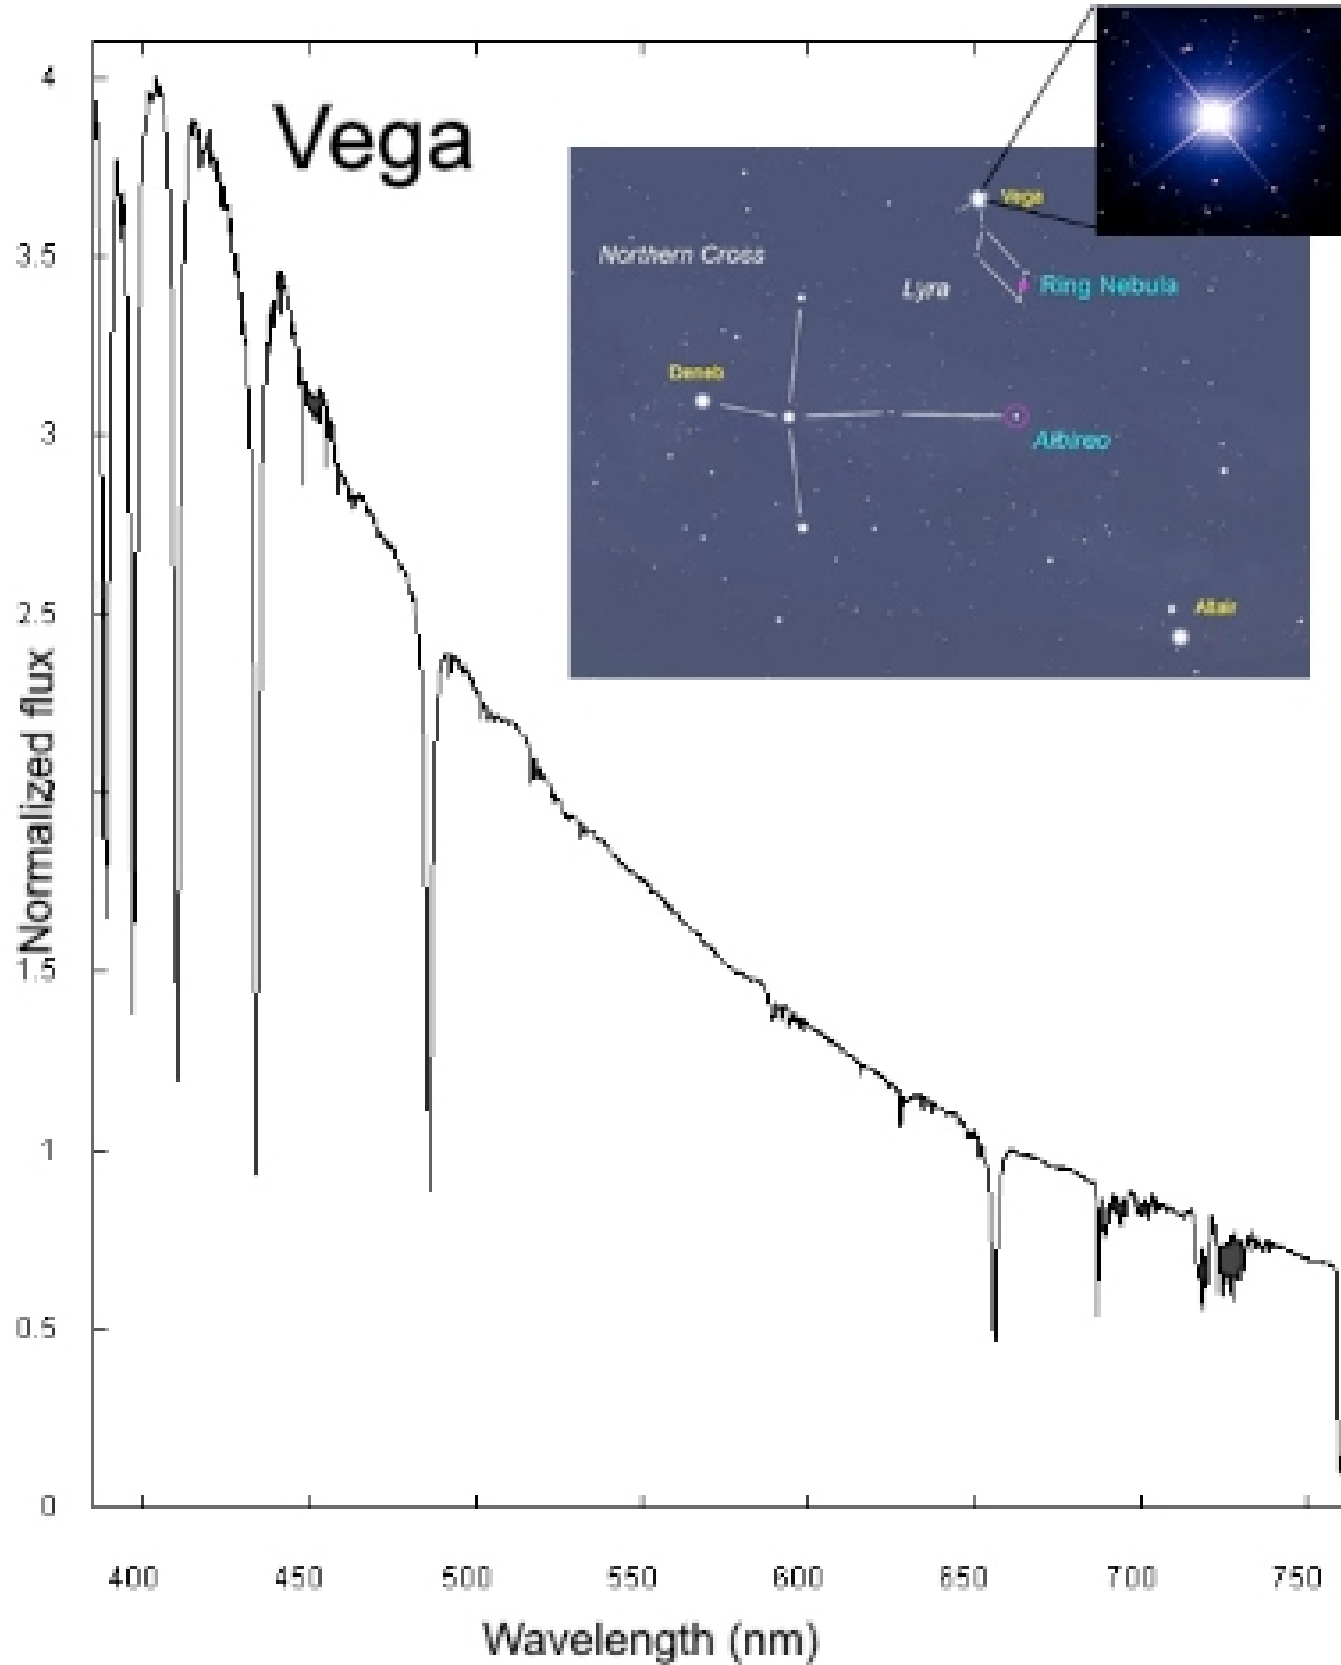 Vega
4
3.5
3
2.5
1.5
1
0.5
0
Normalized flux
Vega
Northern Cross
Lyra
Ring Nebula
Deneb
Albireo
Altair
400
450
500
550
600
650
700
750
Wavelength (nm)